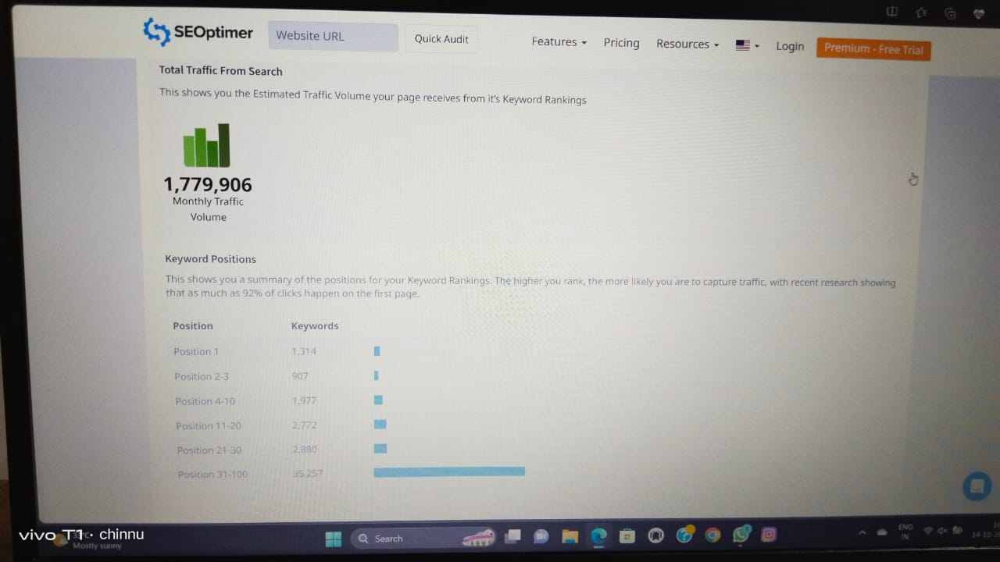 SEOptimer
Website URL
Quick Audit
Features
Pricing
Resources
Login
Premium - Free Trial
Total Traffic From Search
This shows you the Estimated Traffic Volume your page receives from it's Keyword Rankings
1,779,906
Monthly Traffic
Volume
Keyword Positions
This shows you a summary of the positions for your Keyword Rankings. The higher you rank, the more likely you are to capture traffic, with recent research showing
that as much as 92% of clicks happen on the first page.
Position Keywords
Position 1 1,314
Position 2-3 907
Position 4-10 1,977
Position 11-20 2,772
Position 21-30 2,880
Position 31-100 35,257
vivo T1 · chinnu
Mostly sunny
Search
ENG
IN